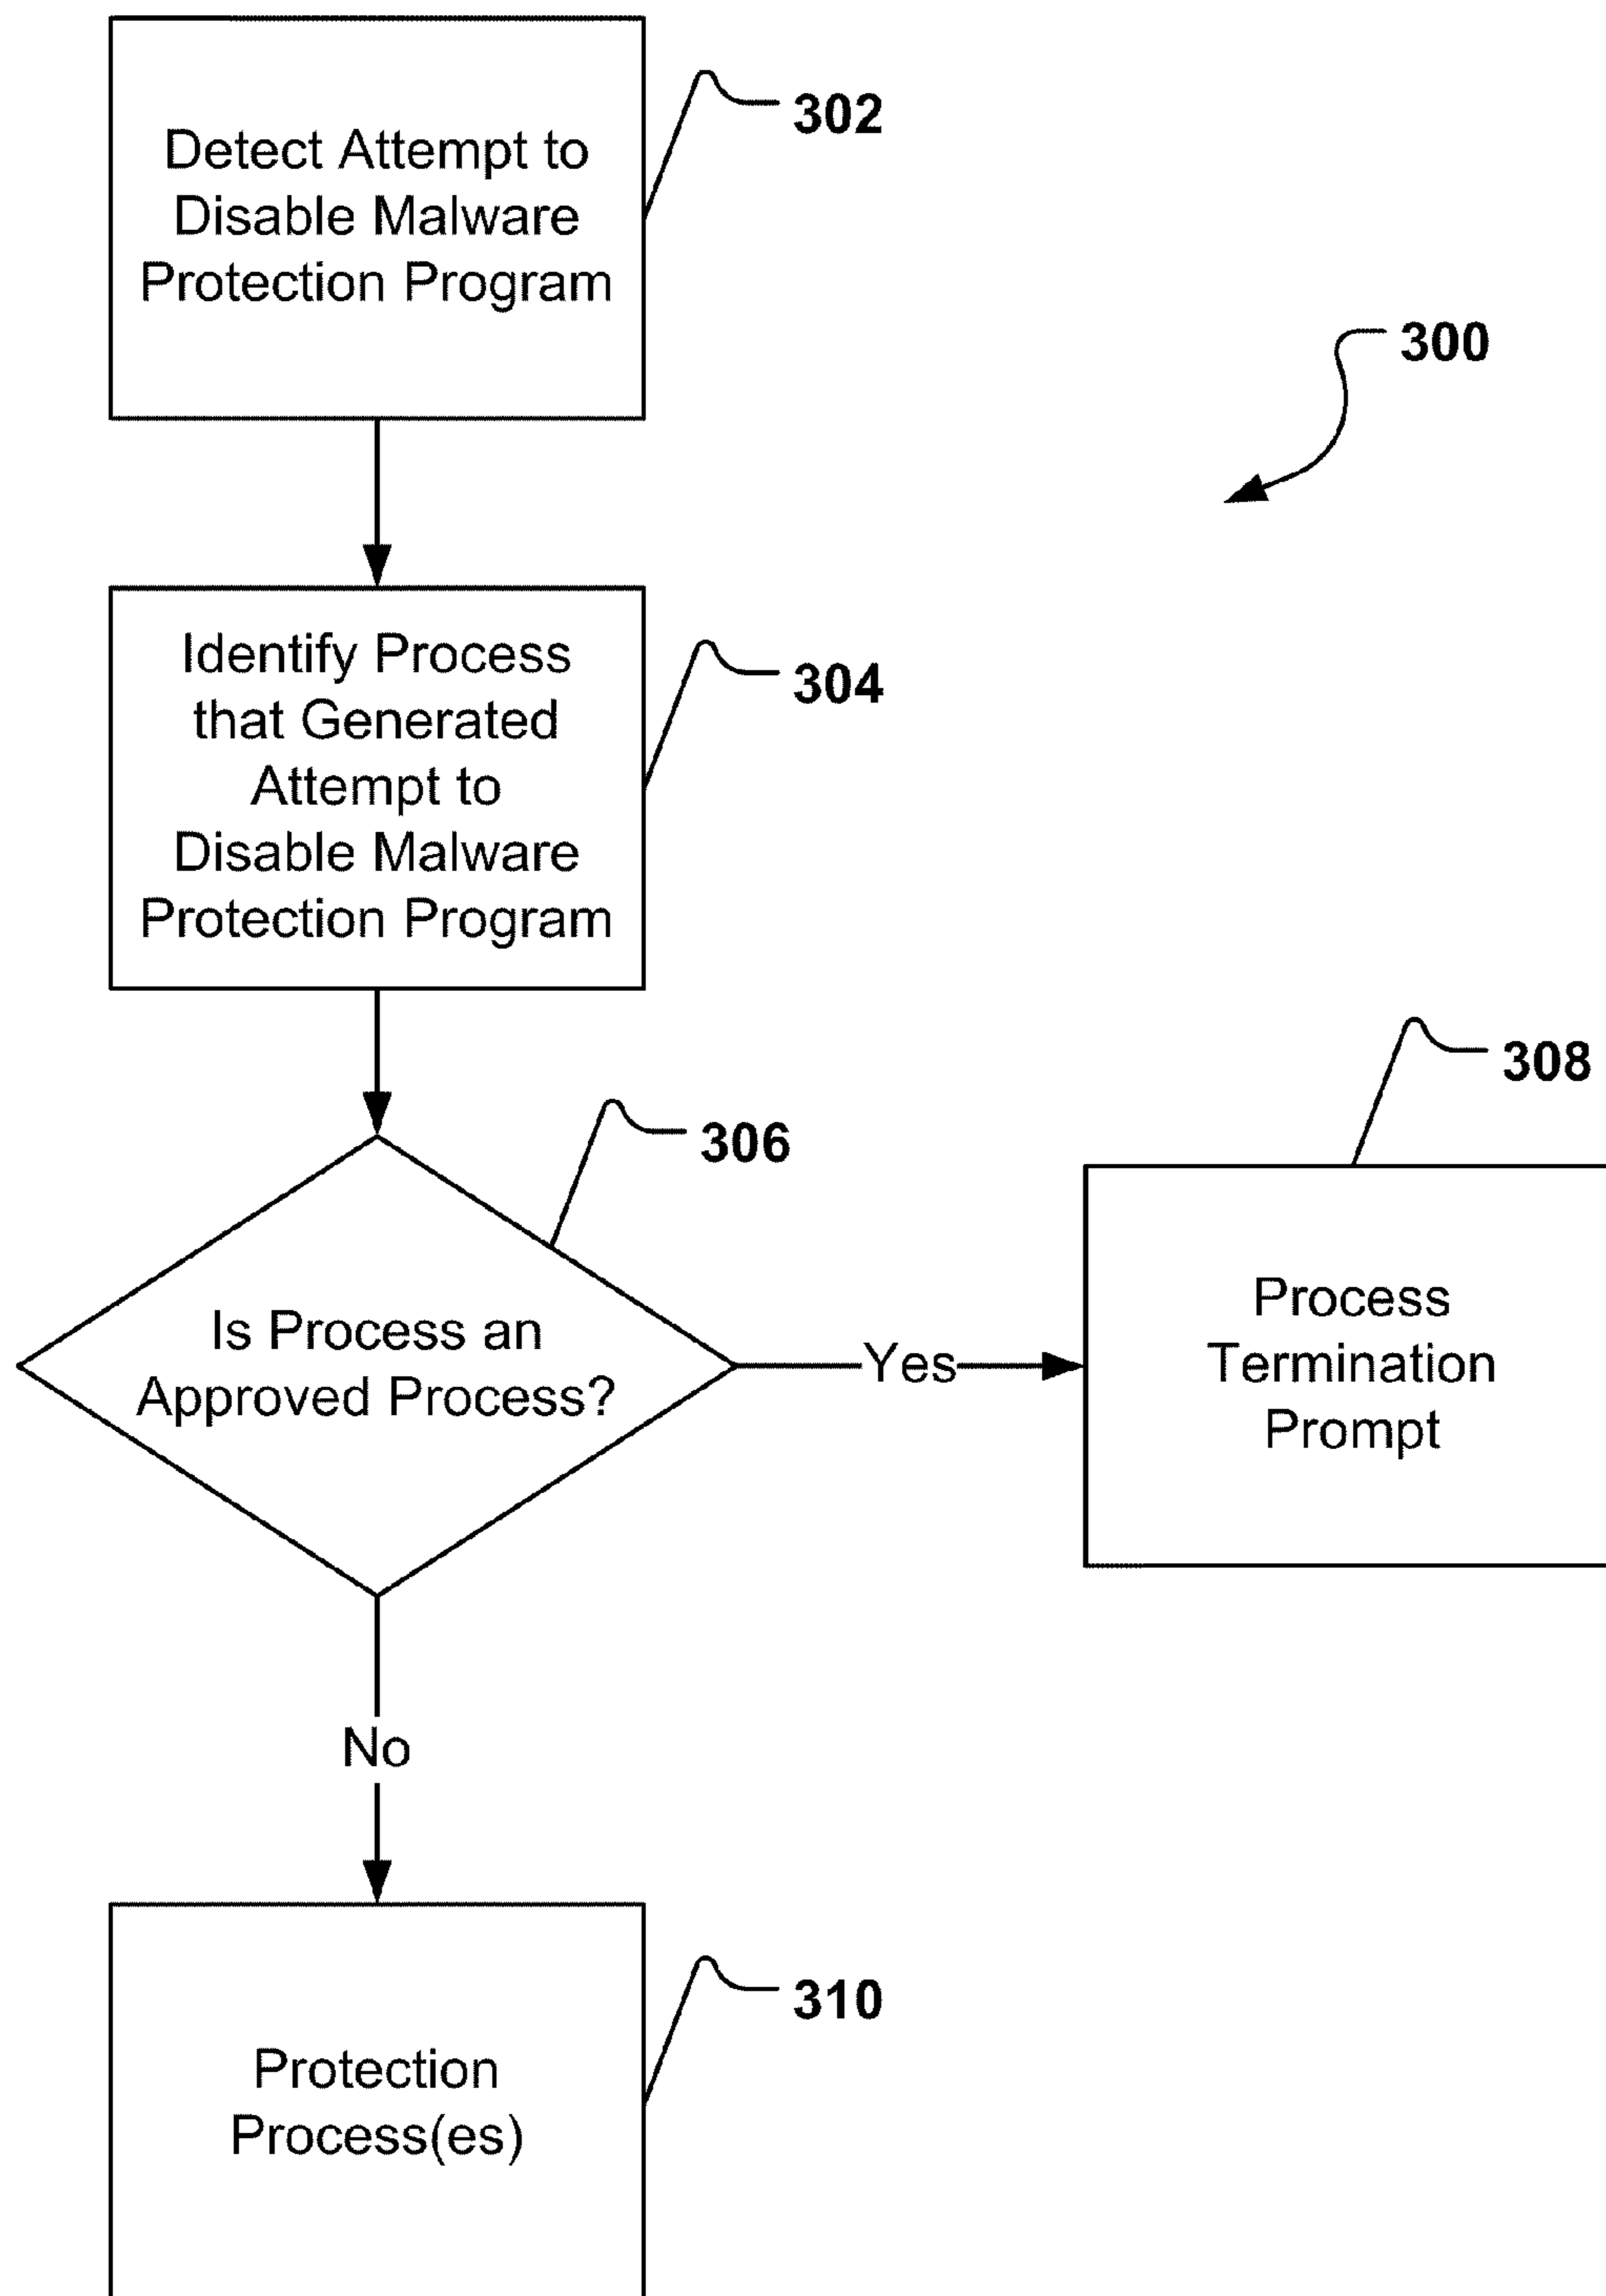 Detect Attempt to
Disable Malware
Protection Program
302
300
Identify Process
that Generated
Attempt to
Disable Malware
Protection Program
304
308
306
Is Process an
Approved Process?
Yes
Process
Termination
Prompt
No
310
Protection
Process(es)